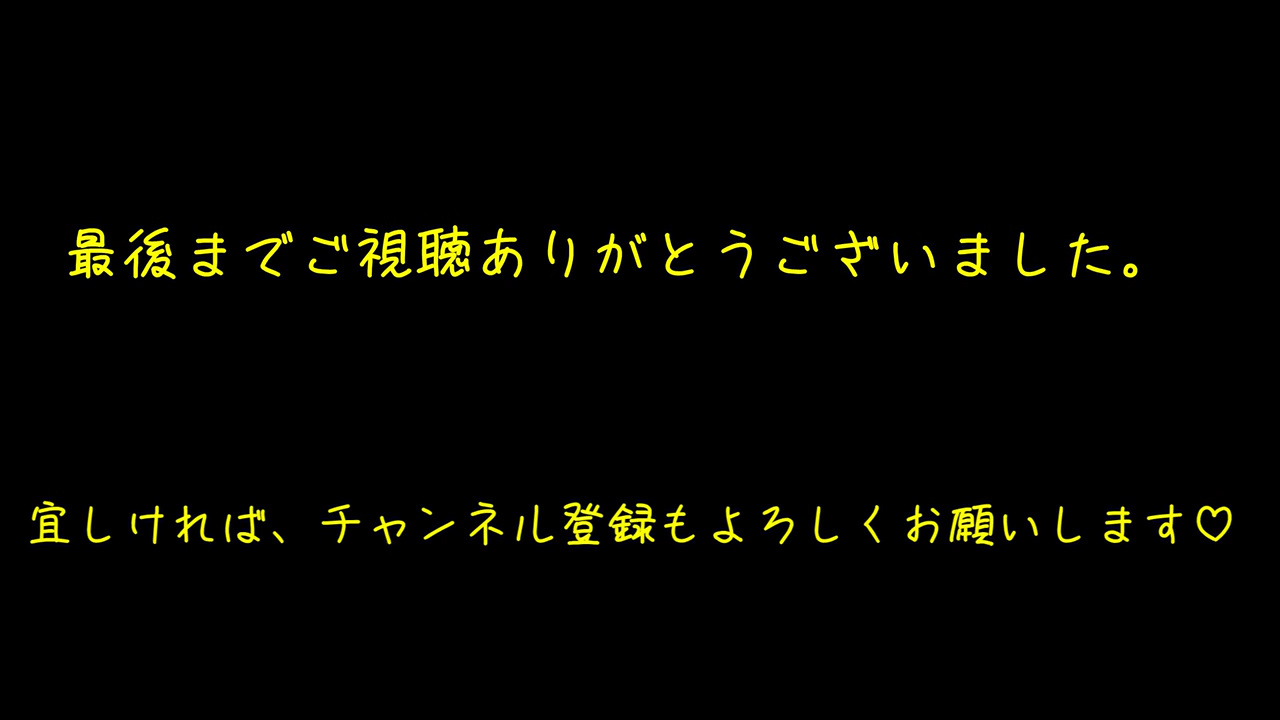 最後までご視聴ありがとうございました。
宜しければ、チャンネル登録もよろしくお願いします♡